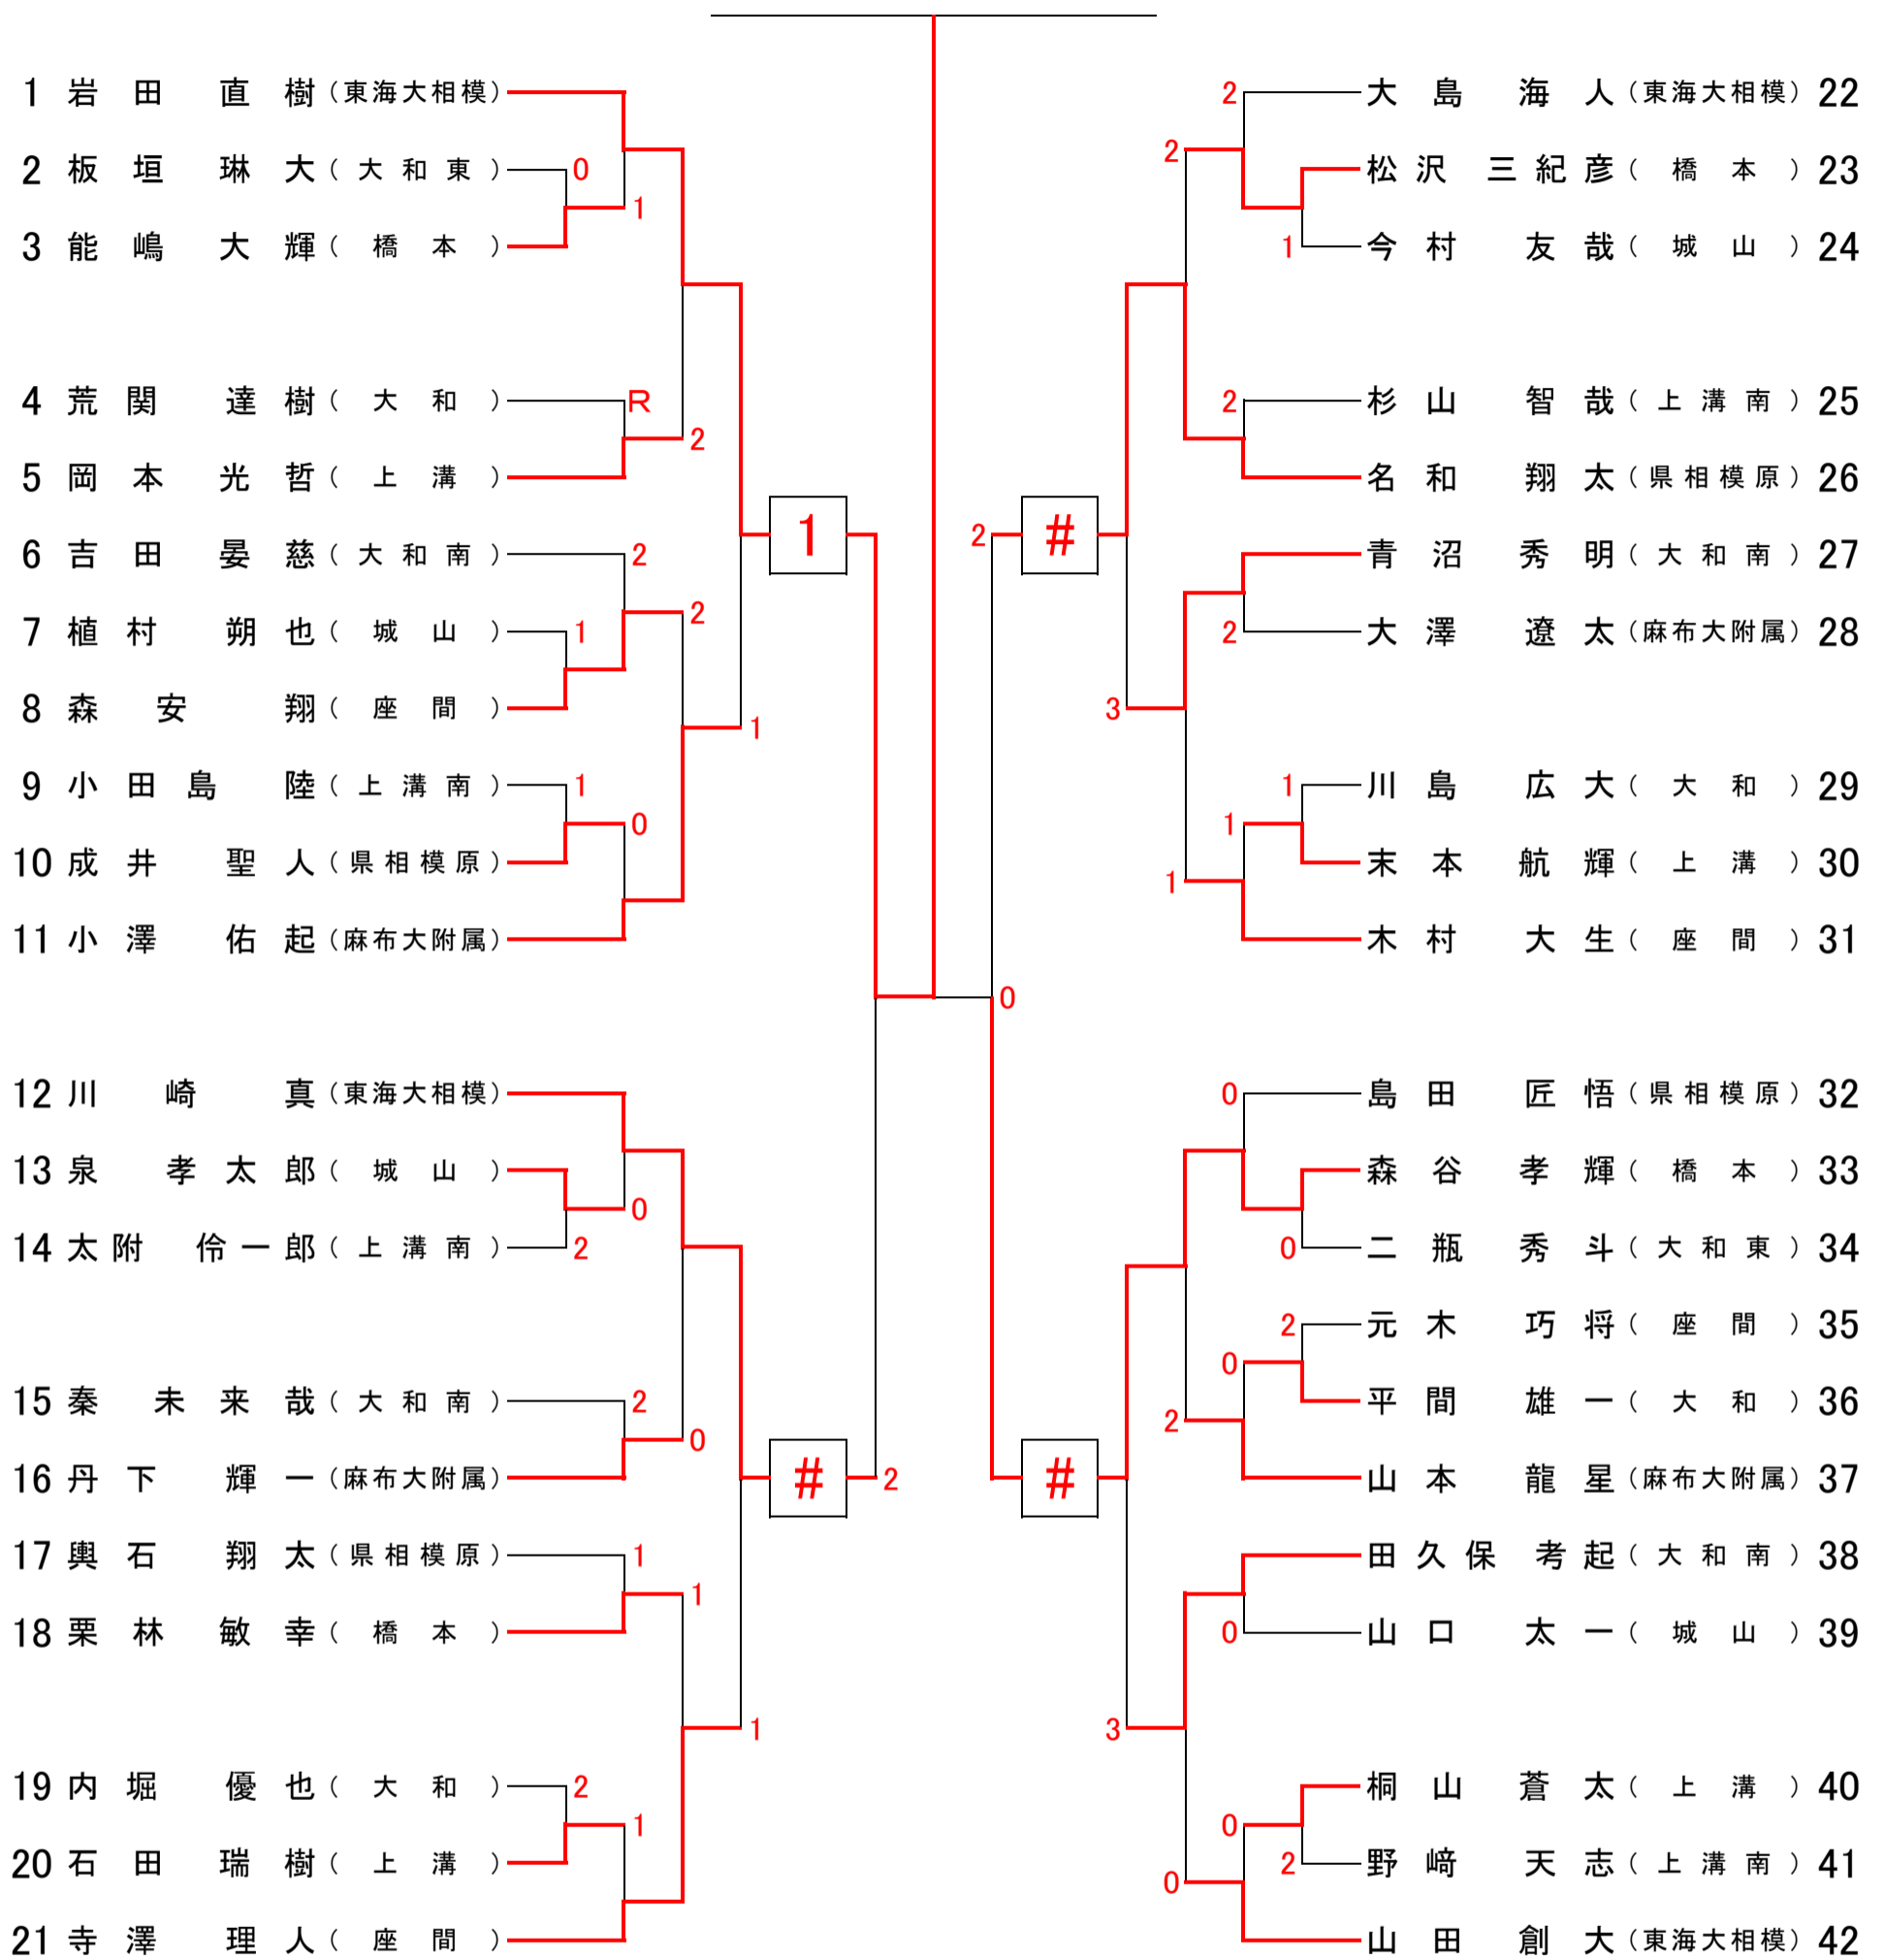 1 岩田 直樹 (東海大相模)
2 板垣 琳大 (大和東)
0
3 能嶋 大輝 (橋本)
1
4 荒関 達樹 (大和)
R
2
5 岡本 光哲 (上溝)
1
6 吉田 晏慈 (大和南)
2
2
7 植村 朔也 (城山)
1
8 森安 翔 (座間)
1
9 小田島 陸 (上溝南)
1
0
10 成井 聖人 (県相模原)
11 小澤 佑起 (麻布大附属)
12 川崎 真 (東海大相模)
13 泉 孝太郎 (城山)
0
14 太附 伶一郎 (上溝南)
2
15 秦 未来哉 (大和南)
2
0
16 丹下 輝一 (麻布大附属)
#
2
17 輿石 翔太 (県相模原)
1
1
18 栗林 敏幸 (橋本)
1
19 内堀 優也 (大和)
2
1
20 石田 瑞樹 (上溝)
21 寺澤 理人 (座間)
2
大島 海人 (東海大相模) 22
2
松沢 三紀彦 (橋本) 23
1
今村 友哉 (城山) 24
2
杉山 智哉 (上溝南) 25
名和 翔太 (県相模原) 26
2
#
青沼 秀明 (大和南) 27
2
大澤 遼太 (麻布大附属) 28
3
1
川島 広大 (大和) 29
1
末本 航輝 (上溝) 30
1
木村 大生 (座間) 31
0
0
島田 匠悟 (県相模原) 32
森谷 孝輝 (橋本) 33
0
二瓶 秀斗 (大和東) 34
2
元木 巧将 (座間) 35
0
平間 雄一 (大和) 36
2
#
山本 龍星 (麻布大附属) 37
田久保 考起 (大和南) 38
0
山口 太一 (城山) 39
3
桐山 蒼太 (上溝) 40
0
2
野﨑 天志 (上溝南) 41
0
山田 創大 (東海大相模) 42